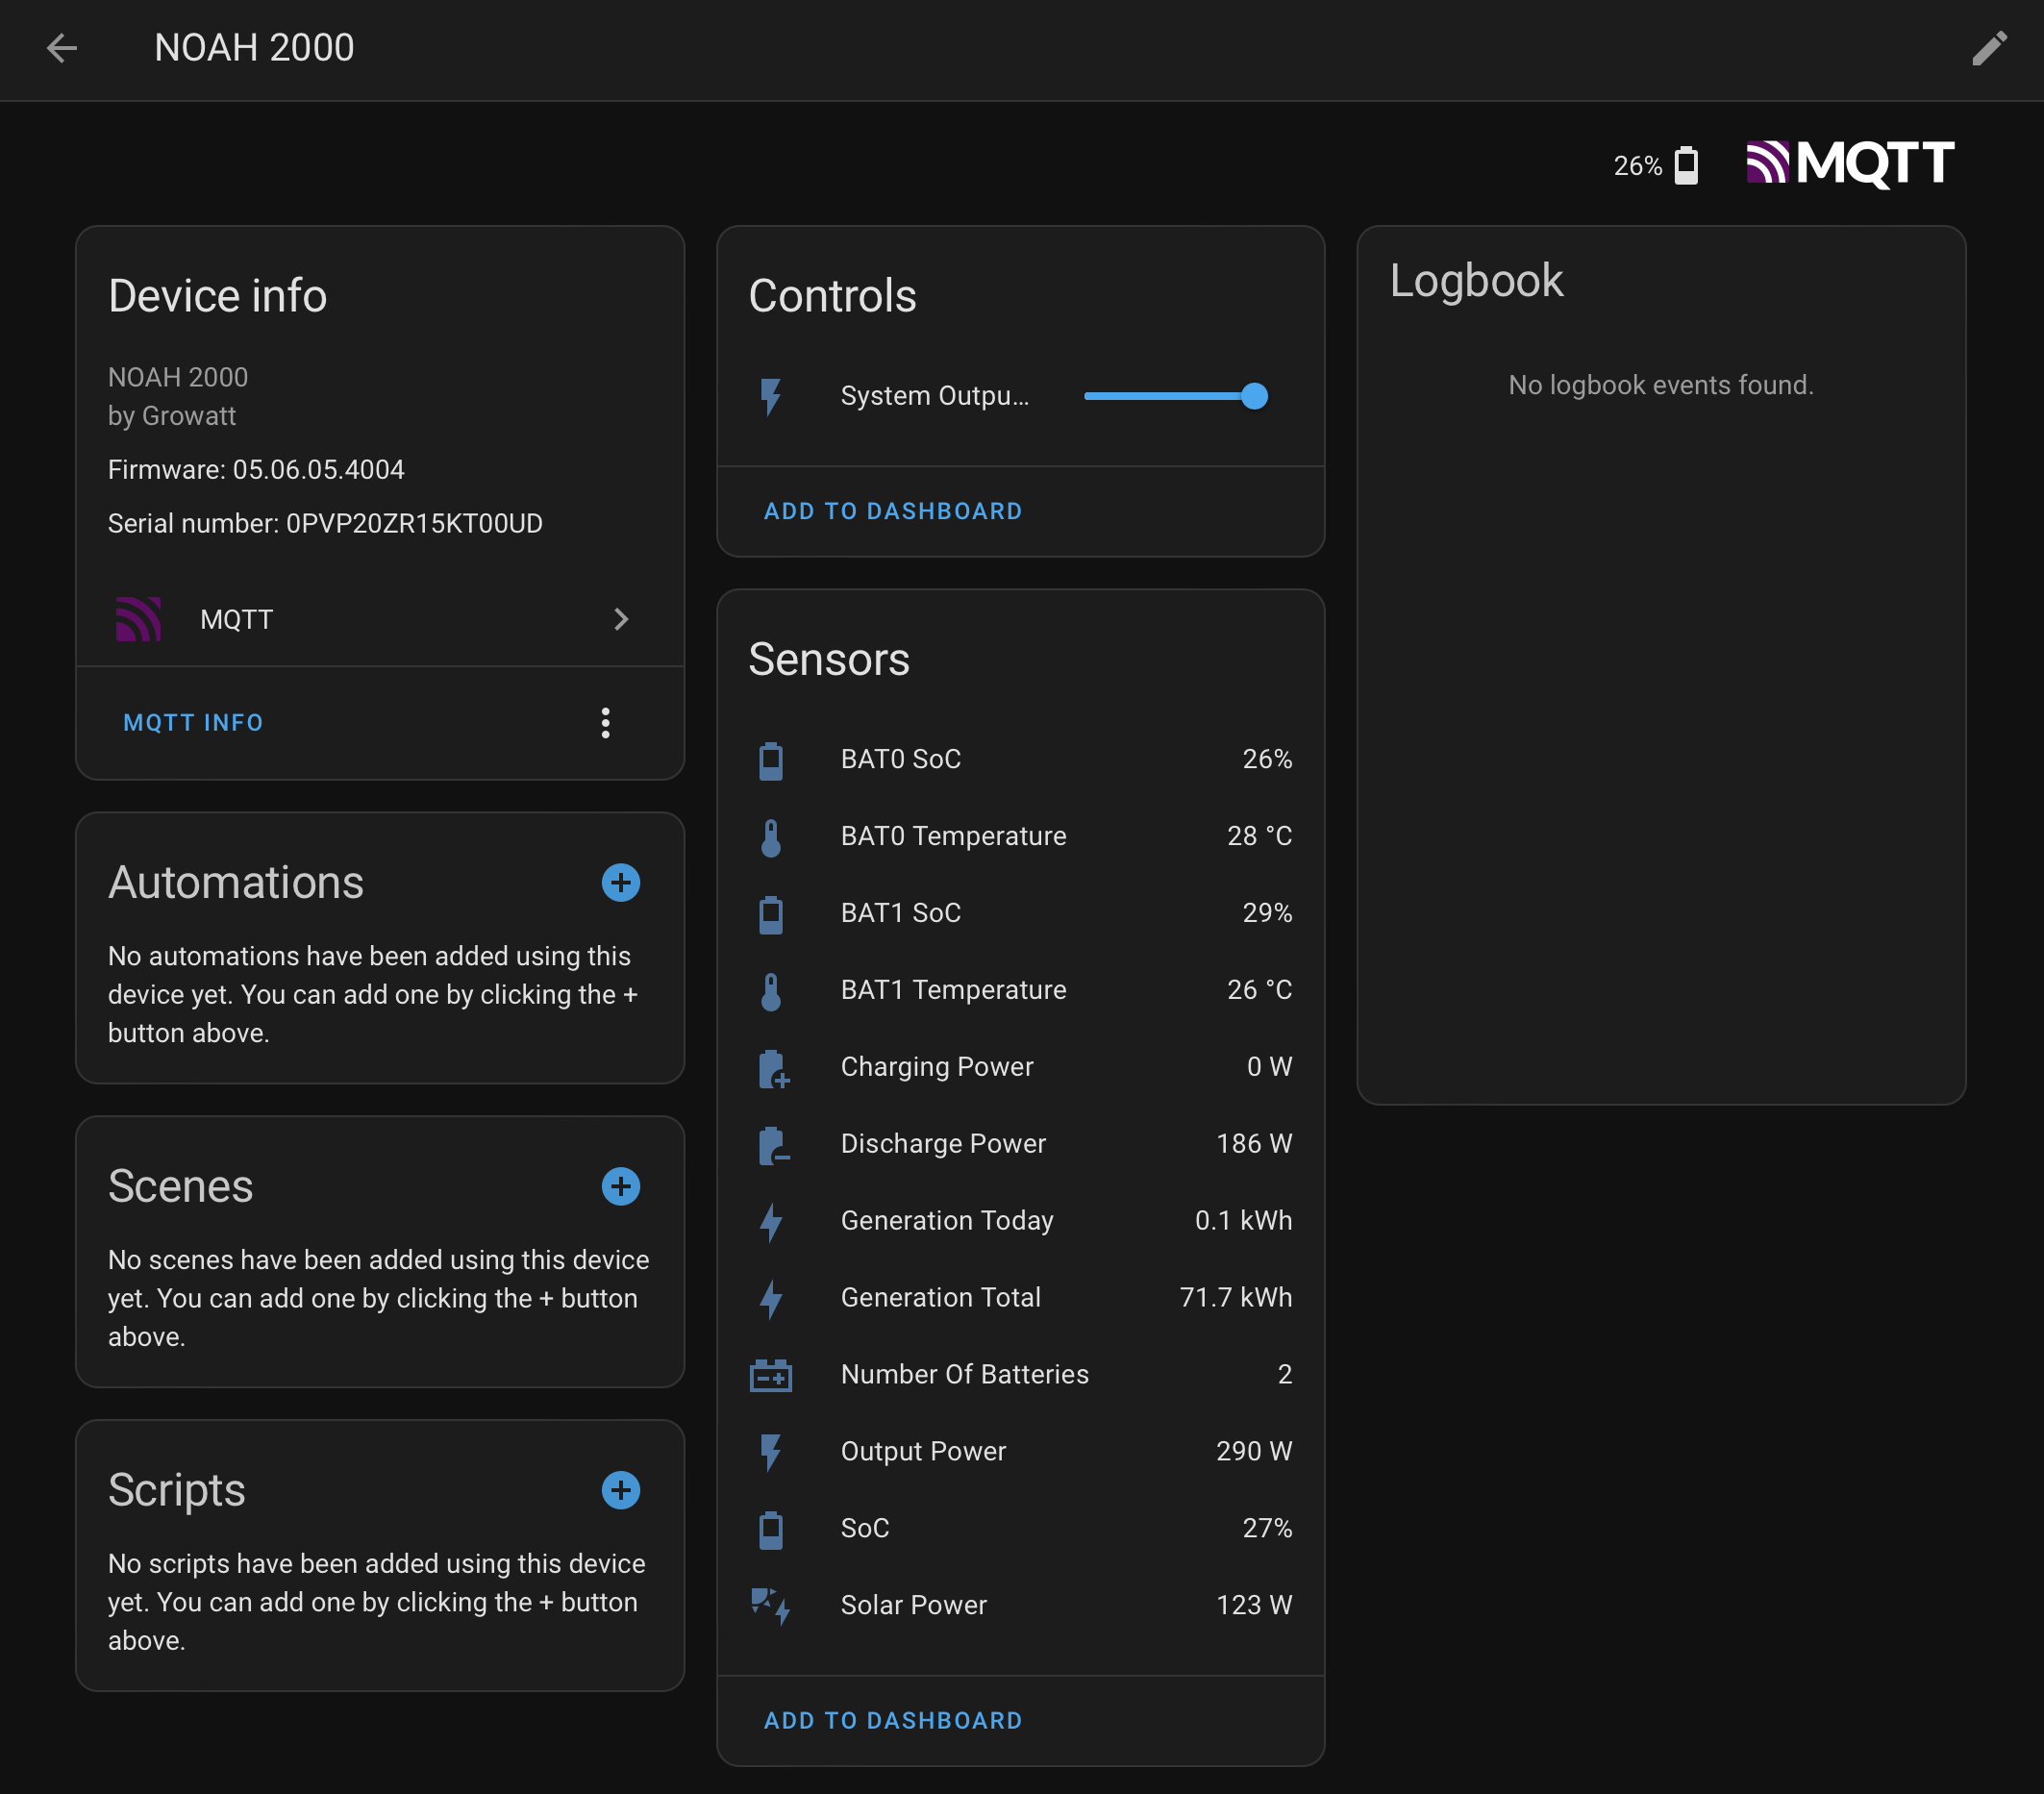 NOAH 2000
26%
MQTT
Device info
NOAH 2000
by Growatt
Firmware: 05.06.05.4004
Serial number: 0PVP20ZR15KT00UD
MQTT
MQTT INFO
Automations
No automations have been added using this
device yet. You can add one by clicking the +
button above.
Scenes
No scenes have been added using this device
yet. You can add one by clicking the + button
above.
Scripts
No scripts have been added using this device
yet. You can add one by clicking the + button
above.
Controls
System Outpu...
ADD TO DASHBOARD
Sensors
BAT0 SoC 26%
BAT0 Temperature 28 °C
BAT1 SoC 29%
BAT1 Temperature 26 °C
Charging Power 0 W
Discharge Power 186 W
Generation Today 0.1 kWh
Generation Total 71.7 kWh
Number Of Batteries 2
Output Power 290 W
SoC 27%
Solar Power 123 W
ADD TO DASHBOARD
Logbook
No logbook events found.